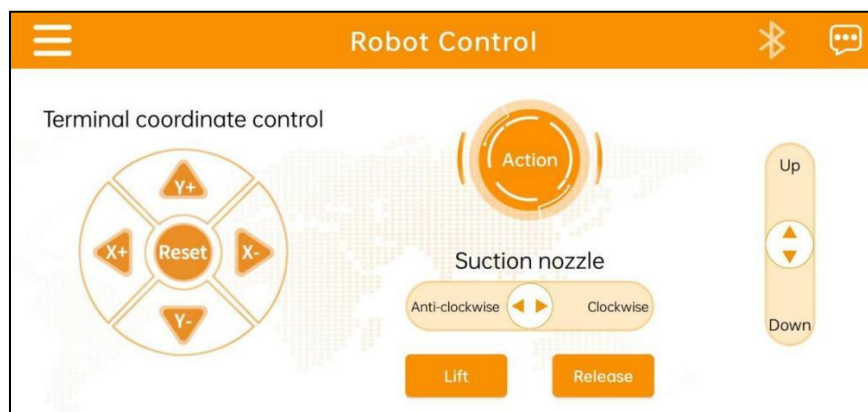 Robot Control
Terminal coordinate control
Y+
X+
Reset
X-
Y-
Action
Suction nozzle
Anti-clockwise
Clockwise
Lift
Release
Up
Down